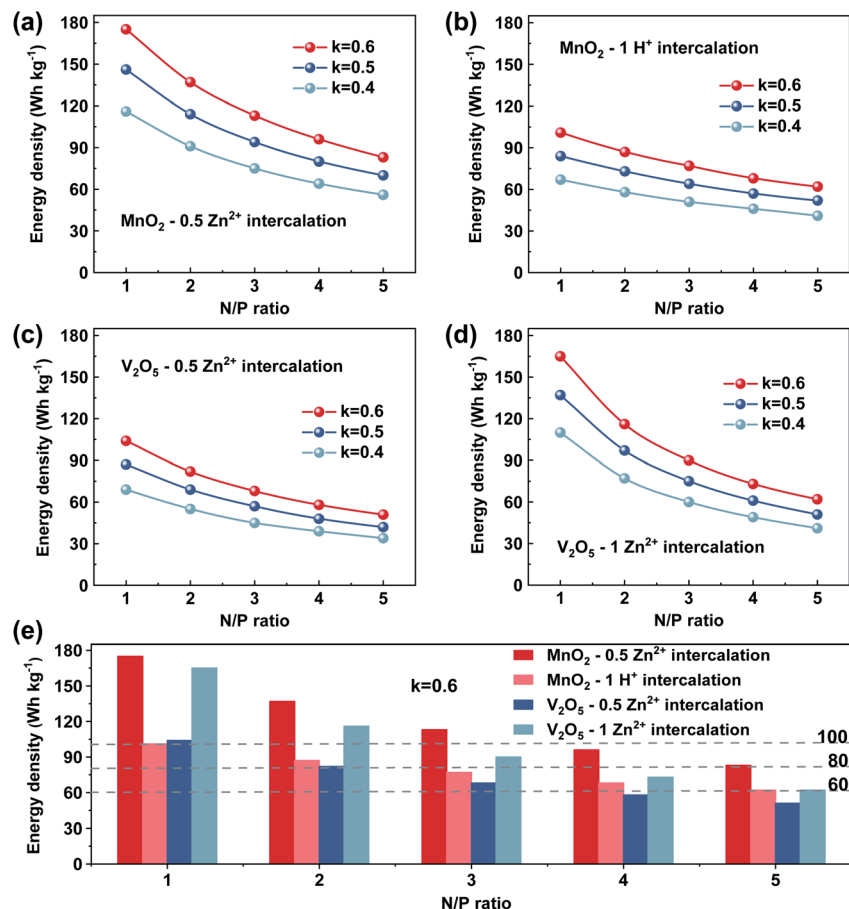 (a)
180
150
120
90
60
30
0
Energy density (Wh kg⁻¹)
k=0.6
k=0.5
k=0.4
MnO₂ - 0.5 Zn²⁺ intercalation
1 2 3 4 5
N/P ratio
(b)
180
150
120
90
60
30
0
Energy density (Wh kg⁻¹)
MnO₂ - 1 H⁺ intercalation
k=0.6
k=0.5
k=0.4
1 2 3 4 5
N/P ratio
(c)
180
150
120
90
60
30
0
Energy density (Wh kg⁻¹)
V₂O₅ - 0.5 Zn²⁺ intercalation
k=0.6
k=0.5
k=0.4
1 2 3 4 5
N/P ratio
(d)
180
150
120
90
60
30
0
Energy density (Wh kg⁻¹)
k=0.6
k=0.5
k=0.4
V₂O₅ - 1 Zn²⁺ intercalation
1 2 3 4 5
N/P ratio
(e)
180
150
120
90
60
30
0
Energy density (Wh kg⁻¹)
k=0.6
MnO₂ - 0.5 Zn²⁺ intercalation
MnO₂ - 1 H⁺ intercalation
V₂O₅ - 0.5 Zn²⁺ intercalation
V₂O₅ - 1 Zn²⁺ intercalation
100
80
60
1 2 3 4 5
N/P ratio